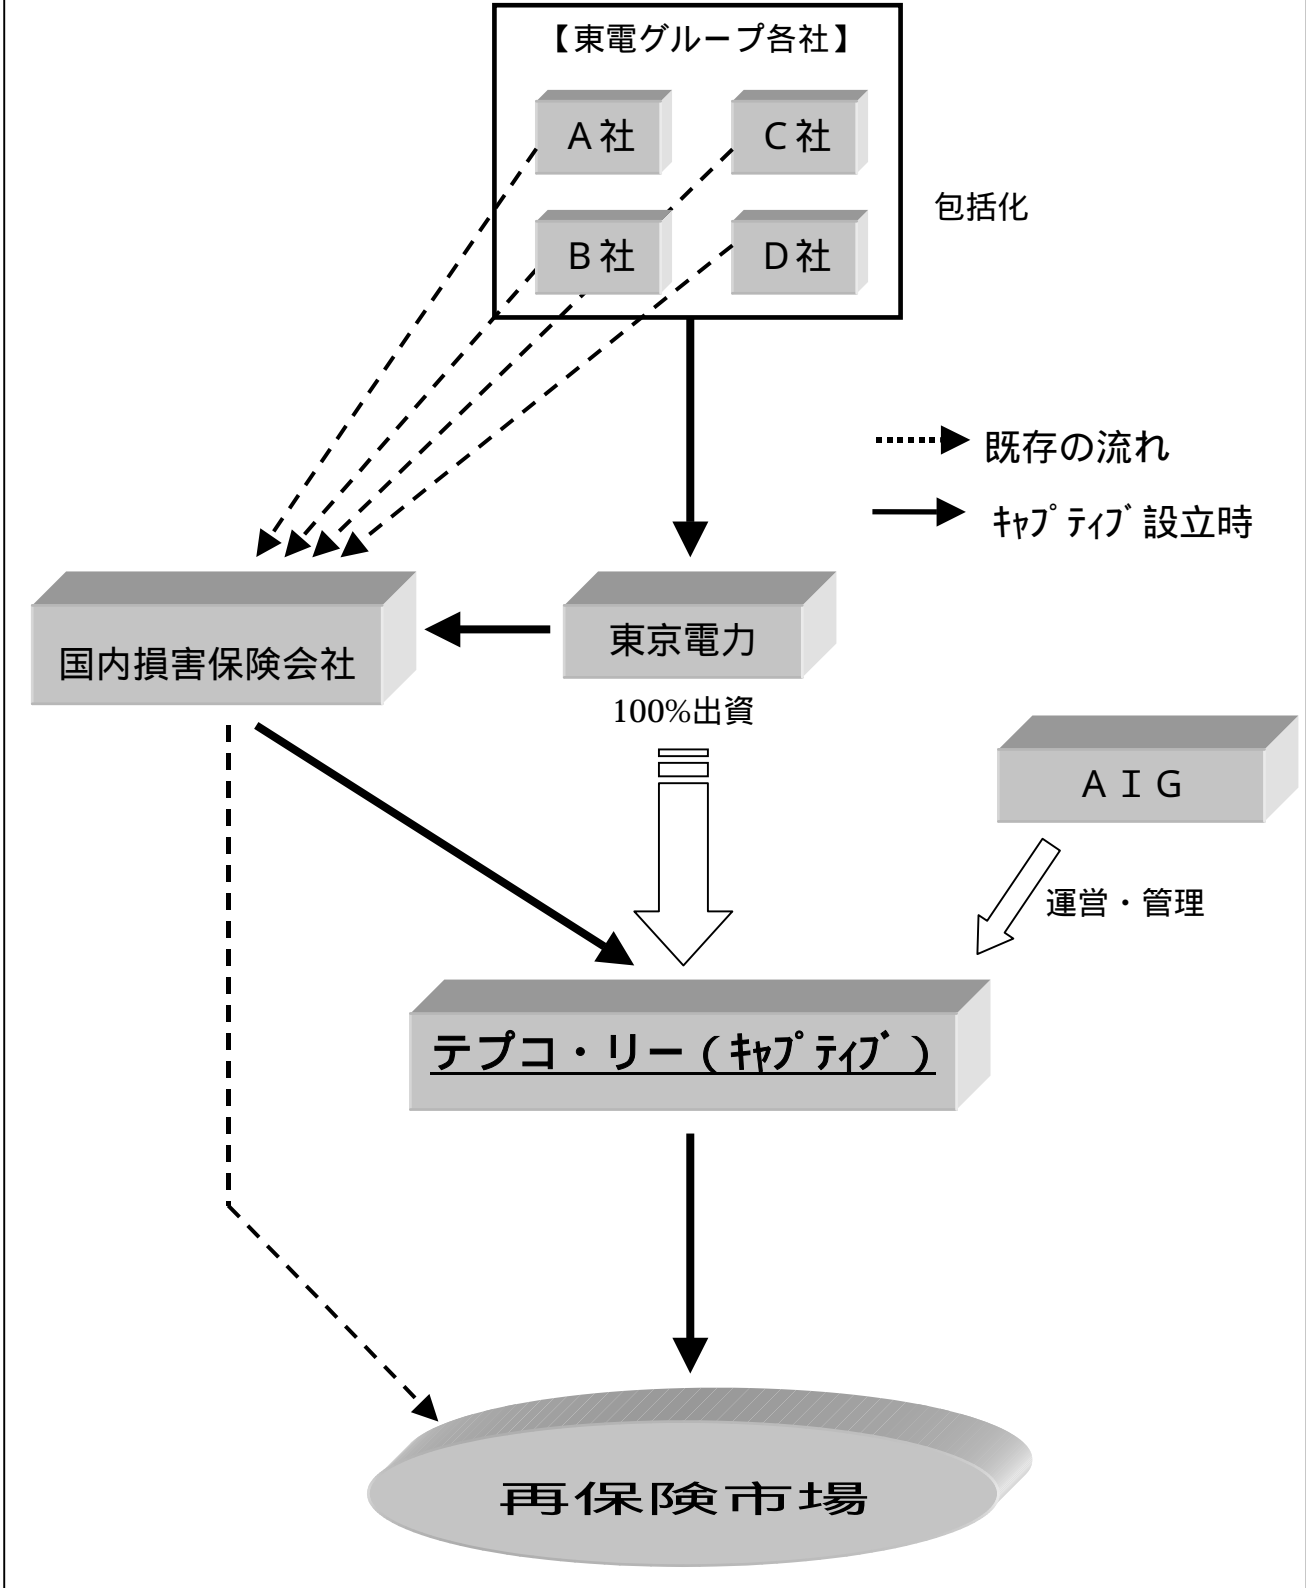 【東電グループ各社】
Ａ社
Ｃ社
包括化
Ｂ社
Ｄ社
既存の流れ
ｷｬﾌﾟﾃｨﾌﾞ設立時
国内損害保険会社
東京電力
100%出資
ＡＩＧ
運営・管理
テプコ・リー（ｷｬﾌﾟﾃｨﾌﾞ）
再保険市場